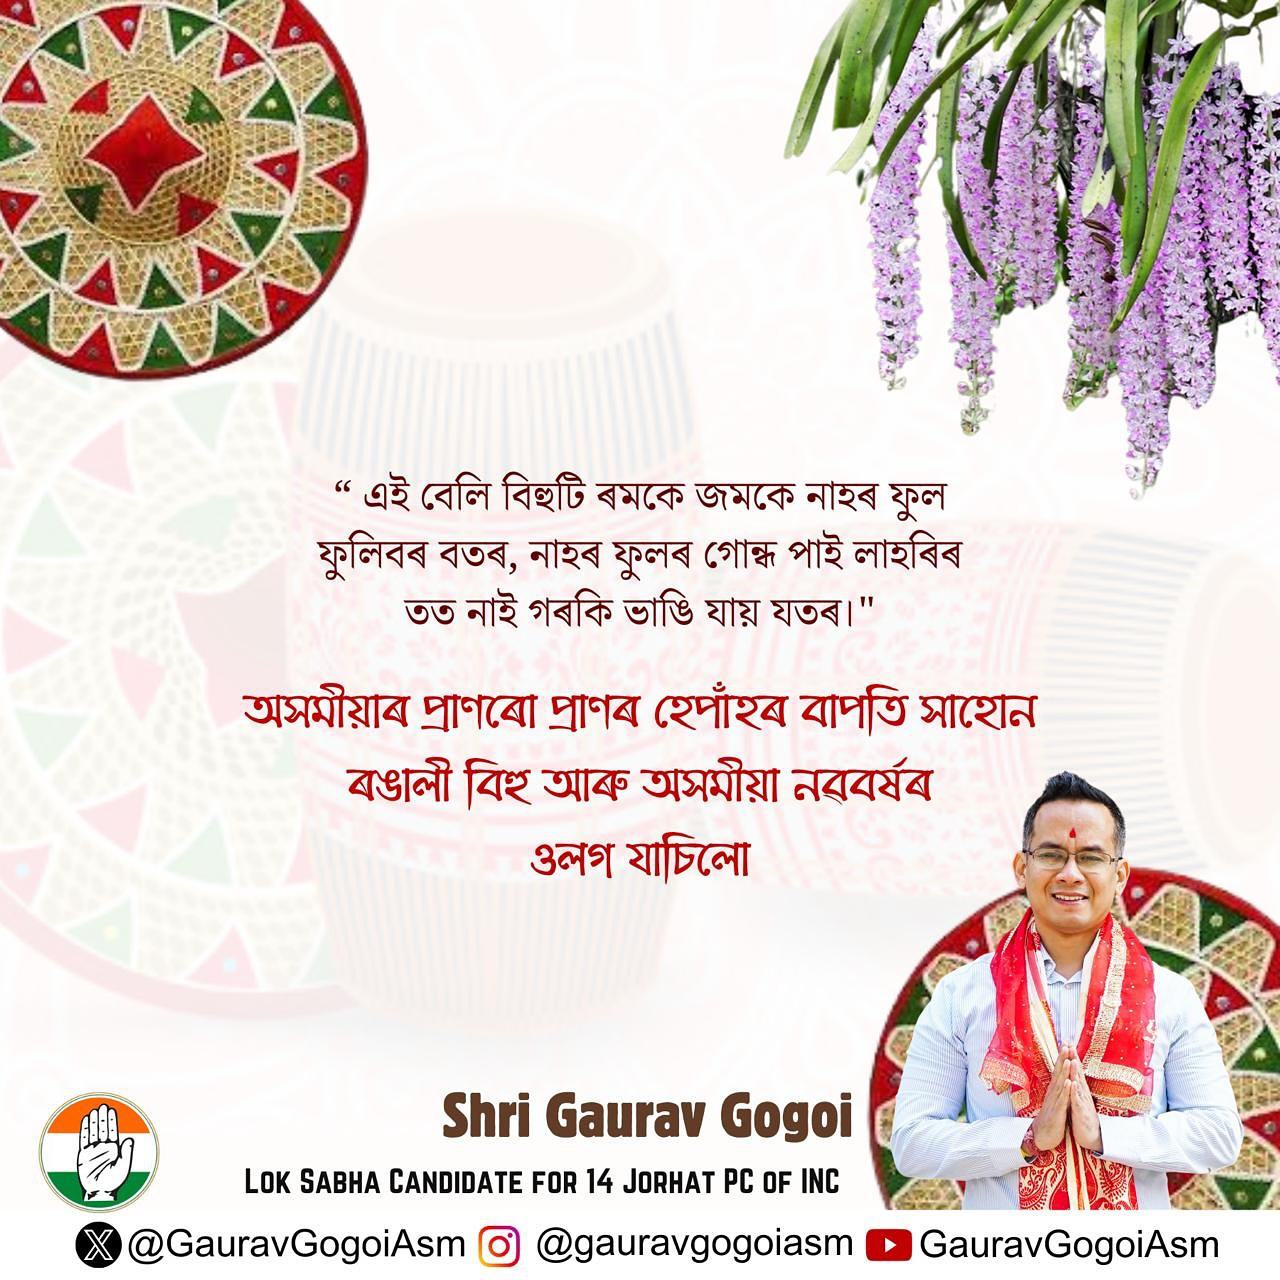 “ এই বেলি বিহুটি ৰমকে জমকে নাহৰ ফুল
ফুলিবৰ বতৰ, নাহৰ ফুলৰ গোন্ধ পাই লাহৰিৰ
তত নাই গৰকি ভাঙি যায় যতৰ।"
অসমীয়াৰ প্ৰাণৰো প্ৰাণৰ হেপাঁহৰ বাপতি সাহোন
ৰঙালী বিহু আৰু অসমীয়া নৱবৰ্ষৰ
ওলগ যাচিলো
Shri Gaurav Gogoi
Lok Sabha Candidate for 14 Jorhat PC of INC
@GauravGogoiAsm @gauravgogoiasm GauravGogoiAsm